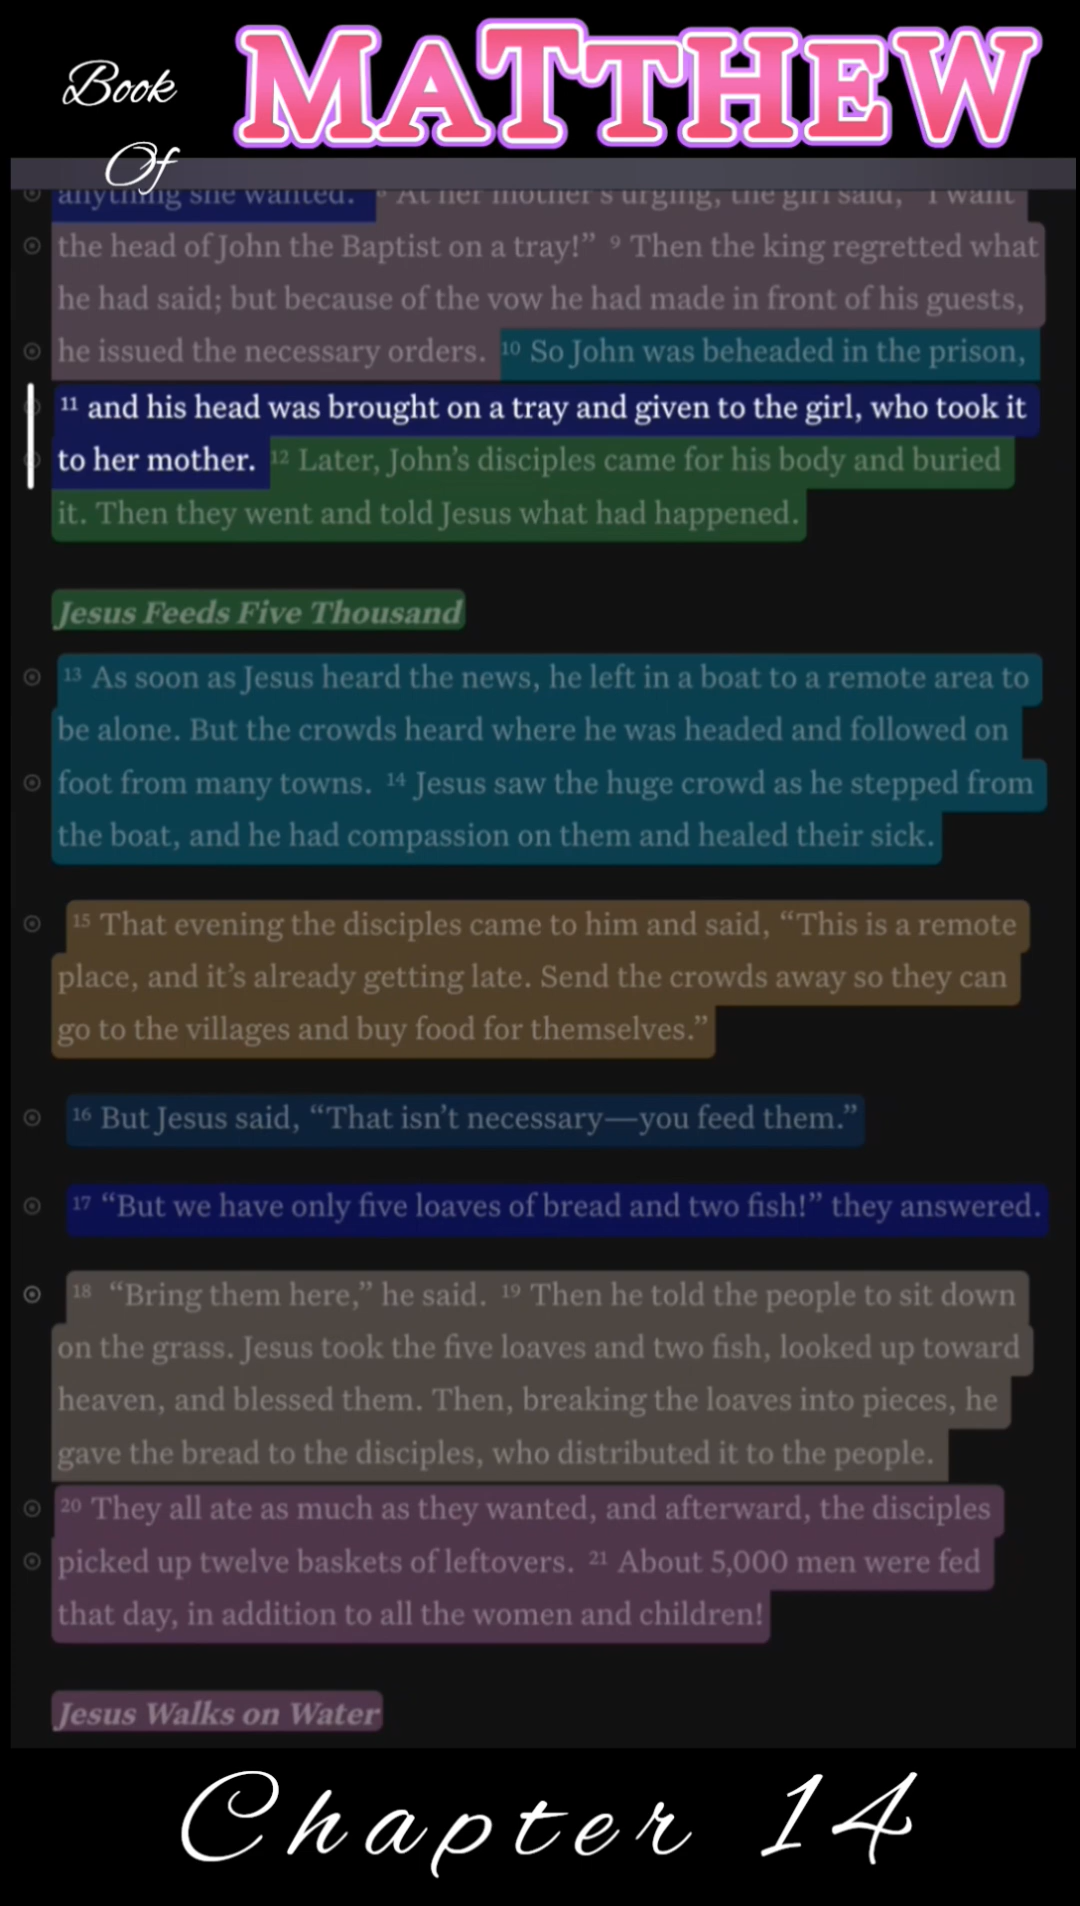 Book
Of
MATTHEW
anything she wanted.” 8 At her mother’s urging, the girl said, “I want
the head of John the Baptist on a tray!” 9 Then the king regretted what
he had said; but because of the vow he had made in front of his guests,
he issued the necessary orders. 10 So John was beheaded in the prison,
11 and his head was brought on a tray and given to the girl, who took it
to her mother. 12 Later, John’s disciples came for his body and buried
it. Then they went and told Jesus what had happened.
Jesus Feeds Five Thousand
13 As soon as Jesus heard the news, he left in a boat to a remote area to
be alone. But the crowds heard where he was headed and followed on
foot from many towns. 14 Jesus saw the huge crowd as he stepped from
the boat, and he had compassion on them and healed their sick.
15 That evening the disciples came to him and said, “This is a remote
place, and it’s already getting late. Send the crowds away so they can
go to the villages and buy food for themselves.”
16 But Jesus said, “That isn’t necessary—you feed them.”
17 “But we have only five loaves of bread and two fish!” they answered.
18 “Bring them here,” he said. 19 Then he told the people to sit down
on the grass. Jesus took the five loaves and two fish, looked up toward
heaven, and blessed them. Then, breaking the loaves into pieces, he
gave the bread to the disciples, who distributed it to the people.
20 They all ate as much as they wanted, and afterward, the disciples
picked up twelve baskets of leftovers. 21 About 5,000 men were fed
that day, in addition to all the women and children!
Jesus Walks on Water
Chapter 14